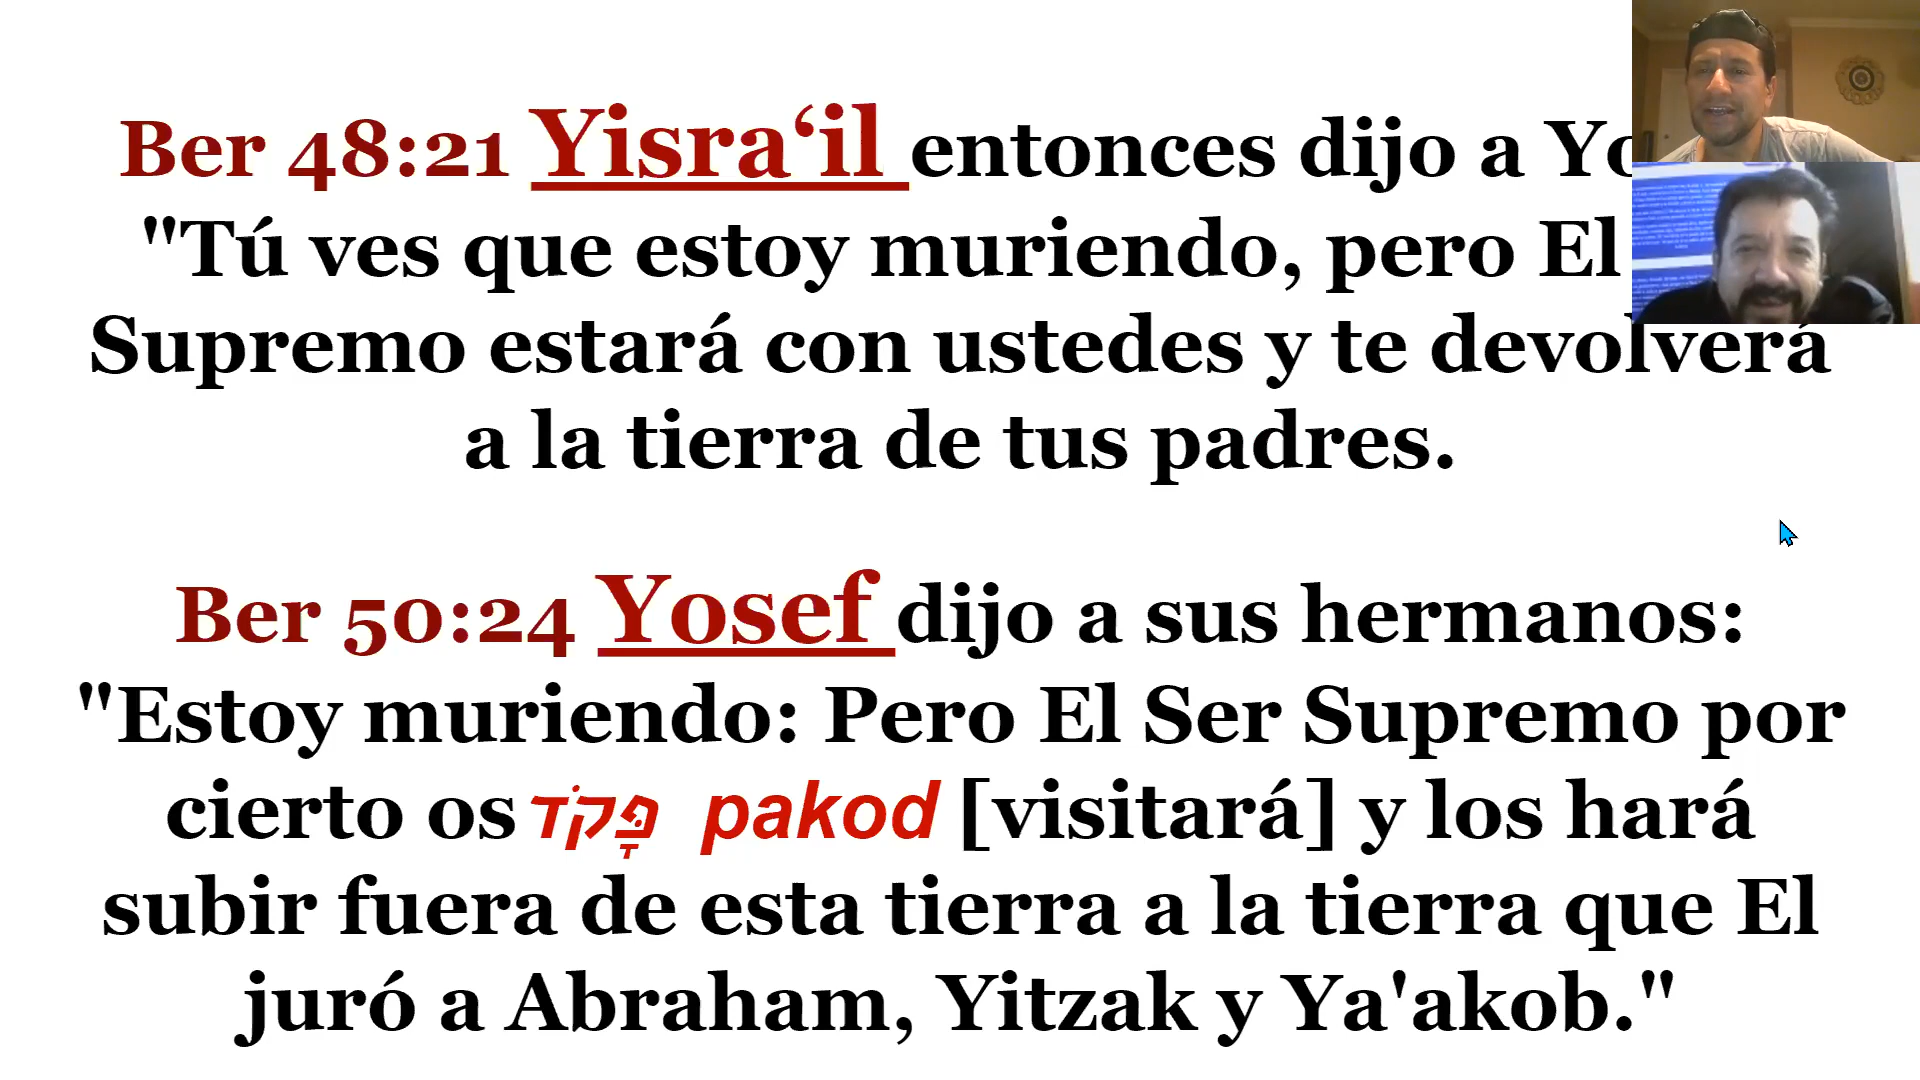 Ber 48:21 Yisra‘il entonces dijo a
"Tú ves que estoy muriendo, pero El
Supremo estará con ustedes y te devolverá
a la tierra de tus padres.
Ber 50:24 Yosef dijo a sus hermanos:
"Estoy muriendo: Pero El Ser Supremo por
cierto os פָּקֹד pakod [visitará] y los hará
subir fuera de esta tierra a la tierra que El
juró a Abraham, Yitzak y Ya'akob."